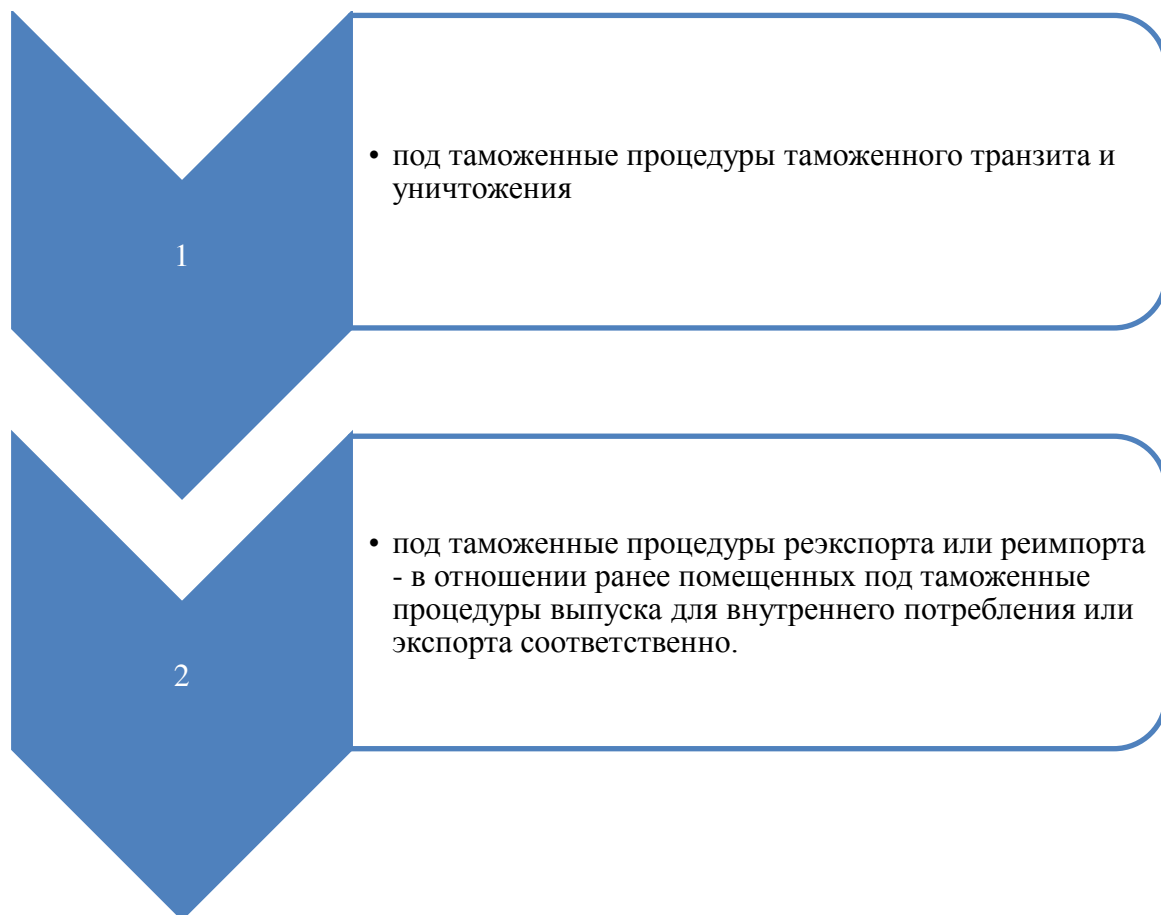 1
• под таможенные процедуры таможенного транзита и
уничтожения
2
• под таможенные процедуры реэкспорта или реимпорта
- в отношении ранее помещенных под таможенные
процедуры выпуска для внутреннего потребления или
экспорта соответственно.